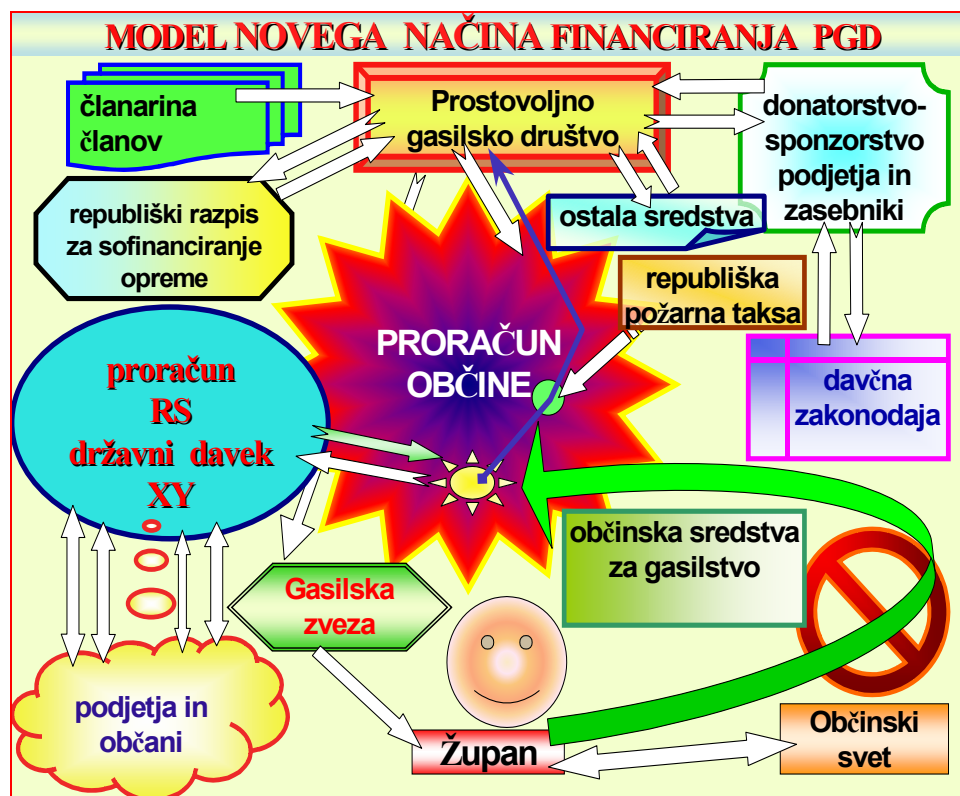 MODEL NOVEGA NAČINA FINANCIRANJA PGD
članarina
članov
Prostovoljno
gasilsko društvo
donatorstvo-
sponzorstvo
podjetja in
zasebniki
republiški razpis
za sofinanciranje
opreme
ostala sredstva
republiška
požarna taksa
PRORAČUN
OBČINE
davčna
zakonodaja
proračun
RS
državni davek
XY
občinska sredstva
za gasilstvo
Gasilska
zveza
podjetja in
občani
Župan
Občinski
svet